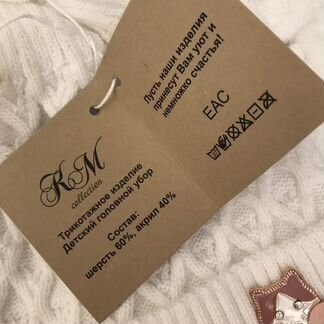 KM
collection
Трикотажное изделие
Детский головной убор
Состав:
шерсть 60%, акрил 40%
Пусть наши изделия
принесут Вам уют и
немножко счастья!
EAC